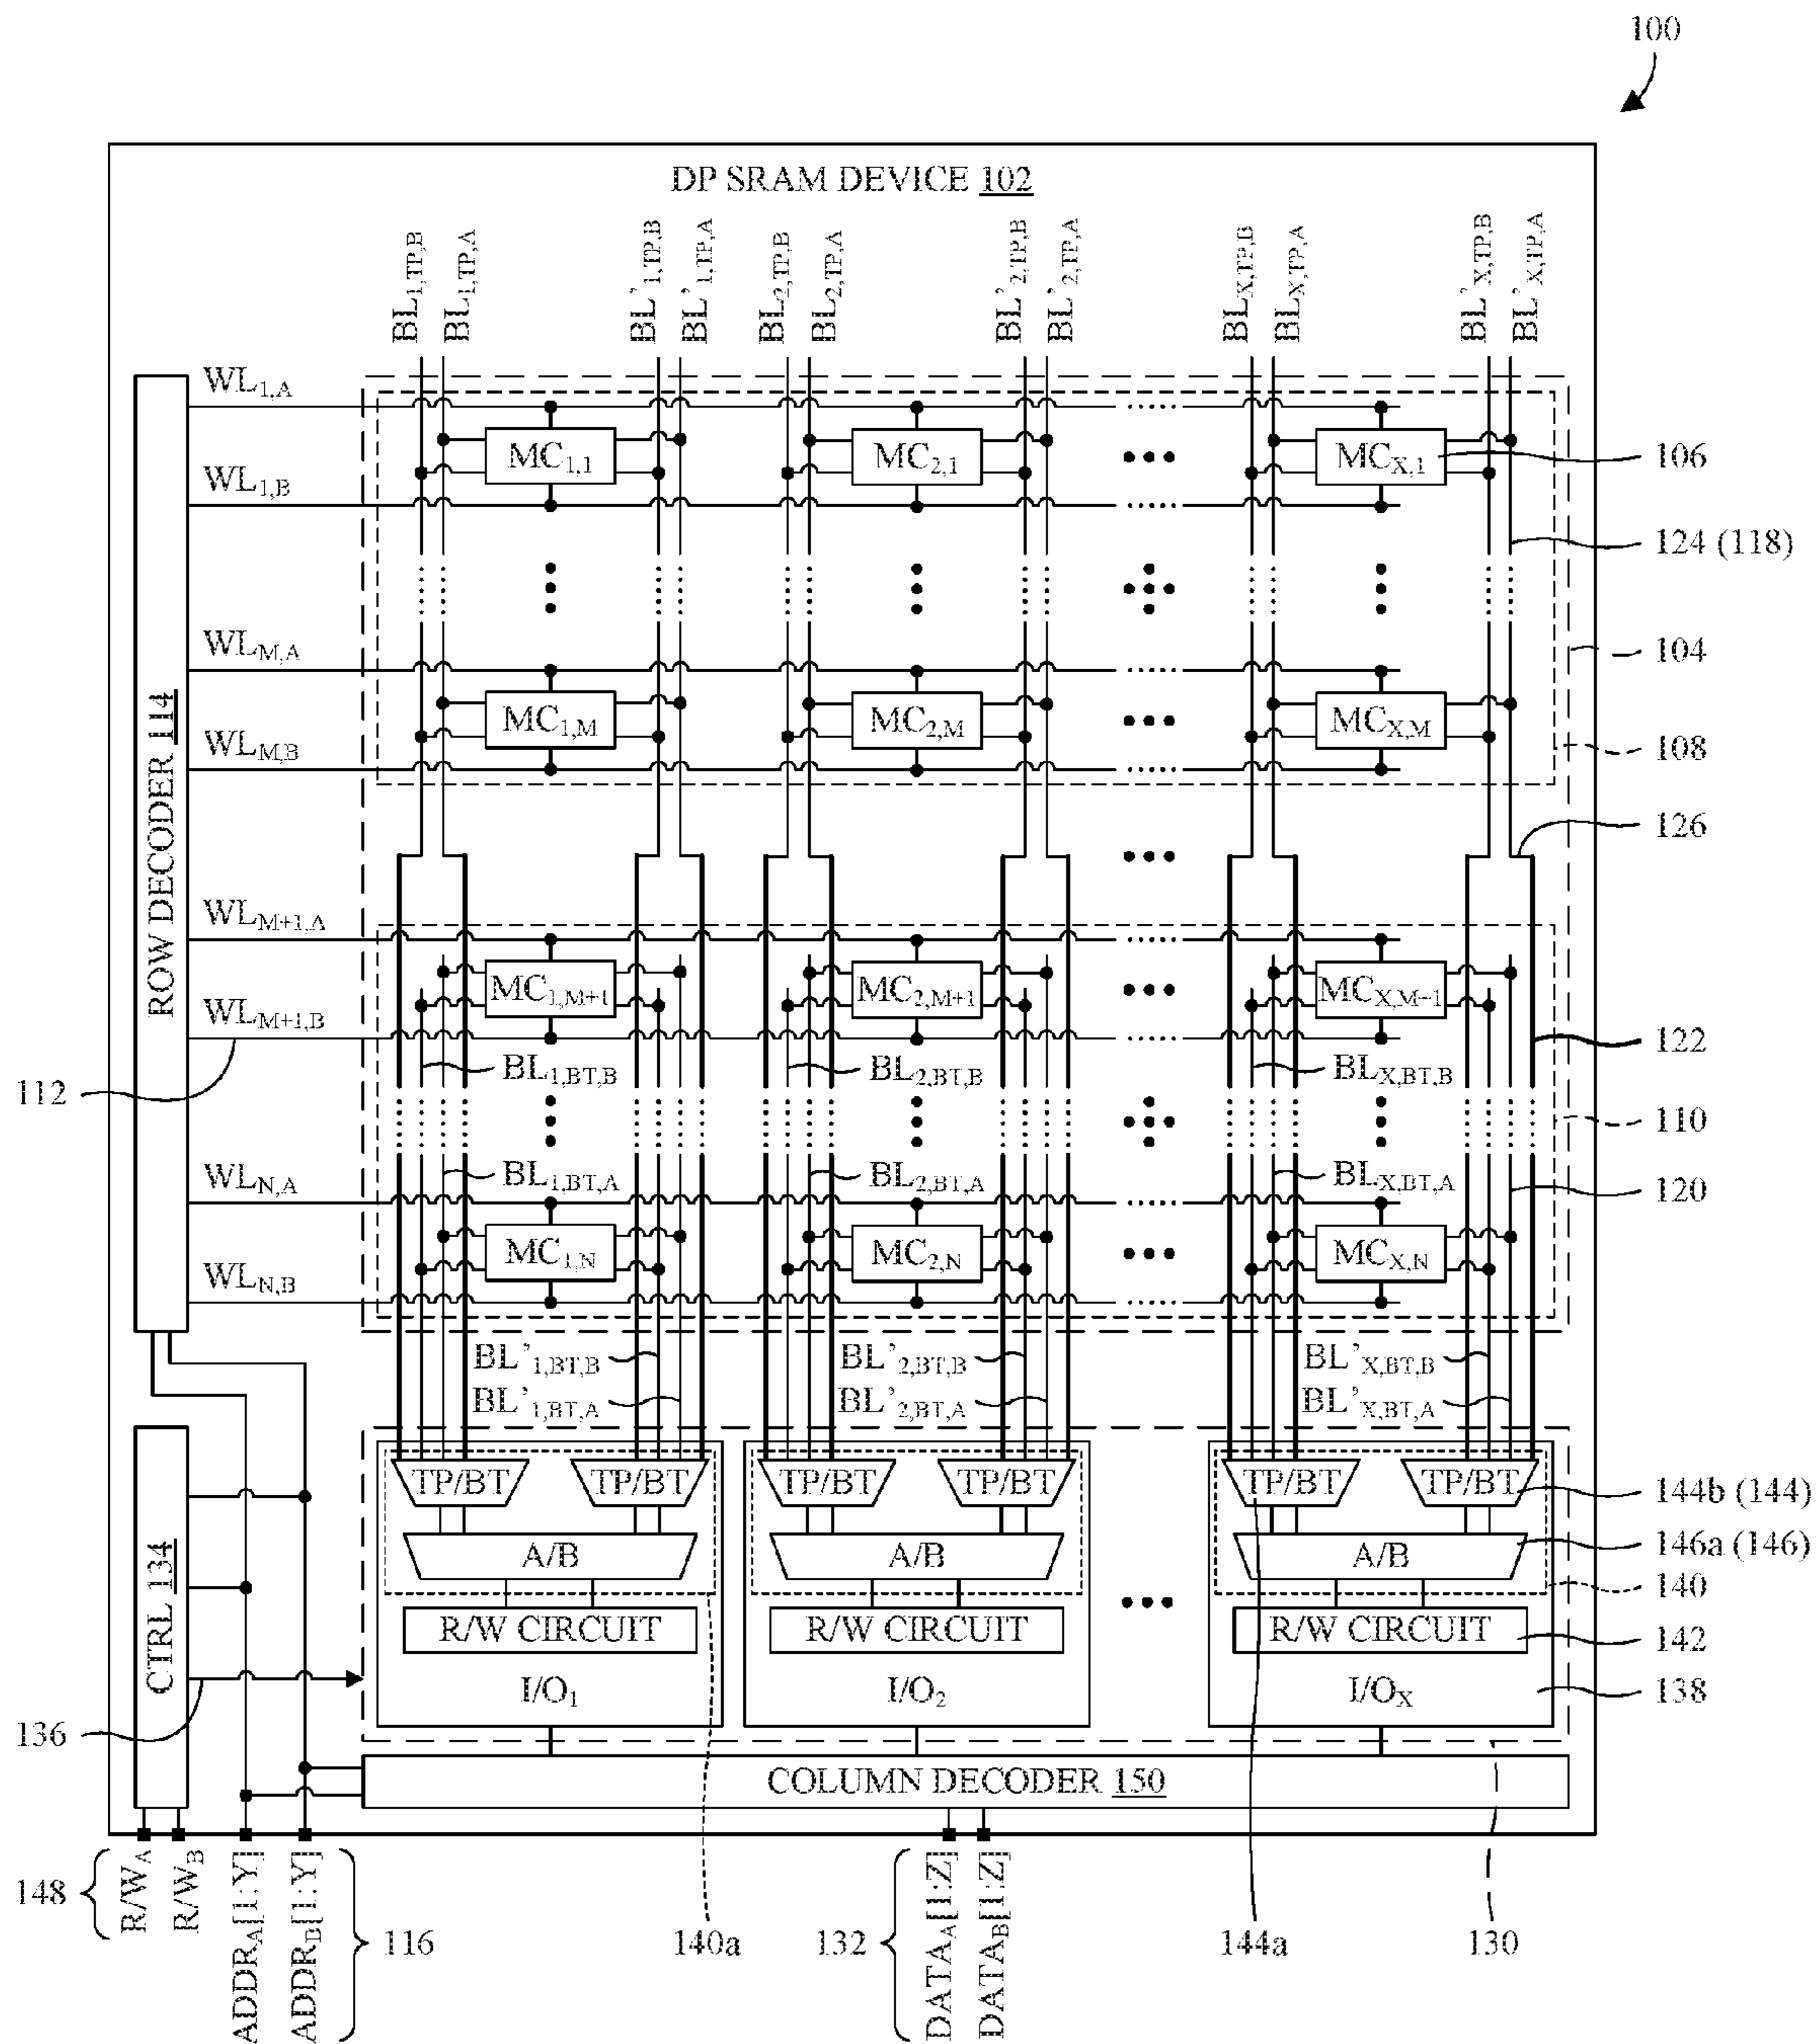 100
DP SRAM DEVICE 102
BL1,TP,B
BL1,TP,A
BL'1,TP,B
BL'1,TP,A
BL2,TP,B
BL2,TP,A
BL'2,TP,B
BL'2,TP,A
BLX,TP,B
BLX,TP,A
BL'X,TP,B
BL'X,TP,A
ROW DECODER 114
WL1,A
MC1,1 MC2,1 MCX,1 106
WL1,B
124 (118)
WLM,A 104
MC1,M MC2,M MCX,M
WLM,B 108
126
WLM+1,A
MC1,M+1 MC2,M+1 MCX,M+1
WLM+1,B 122
112 BL1,BT,B BL2,BT,B BLX,BT,B
110
WLN,A BL1,BT,A BL2,BT,A BLX,BT,A 120
MC1,N MC2,N MCX,N
WLN,B
BL'1,BT,B BL'2,BT,B BL'X,BT,B
BL'1,BT,A BL'2,BT,A BL'X,BT,A
CTRL 134
TP/BT TP/BT TP/BT TP/BT TP/BT TP/BT 144b (144)
A/B A/B A/B 146a (146)
140
R/W CIRCUIT R/W CIRCUIT R/W CIRCUIT 142
I/O1 I/O2 I/OX 138
136
COLUMN DECODER 150
148
R/WA
R/WB
ADDRA[1:Y]
ADDRB[1:Y]
116
140a
132
DATAA[1:Z]
DATAB[1:Z]
144a
130